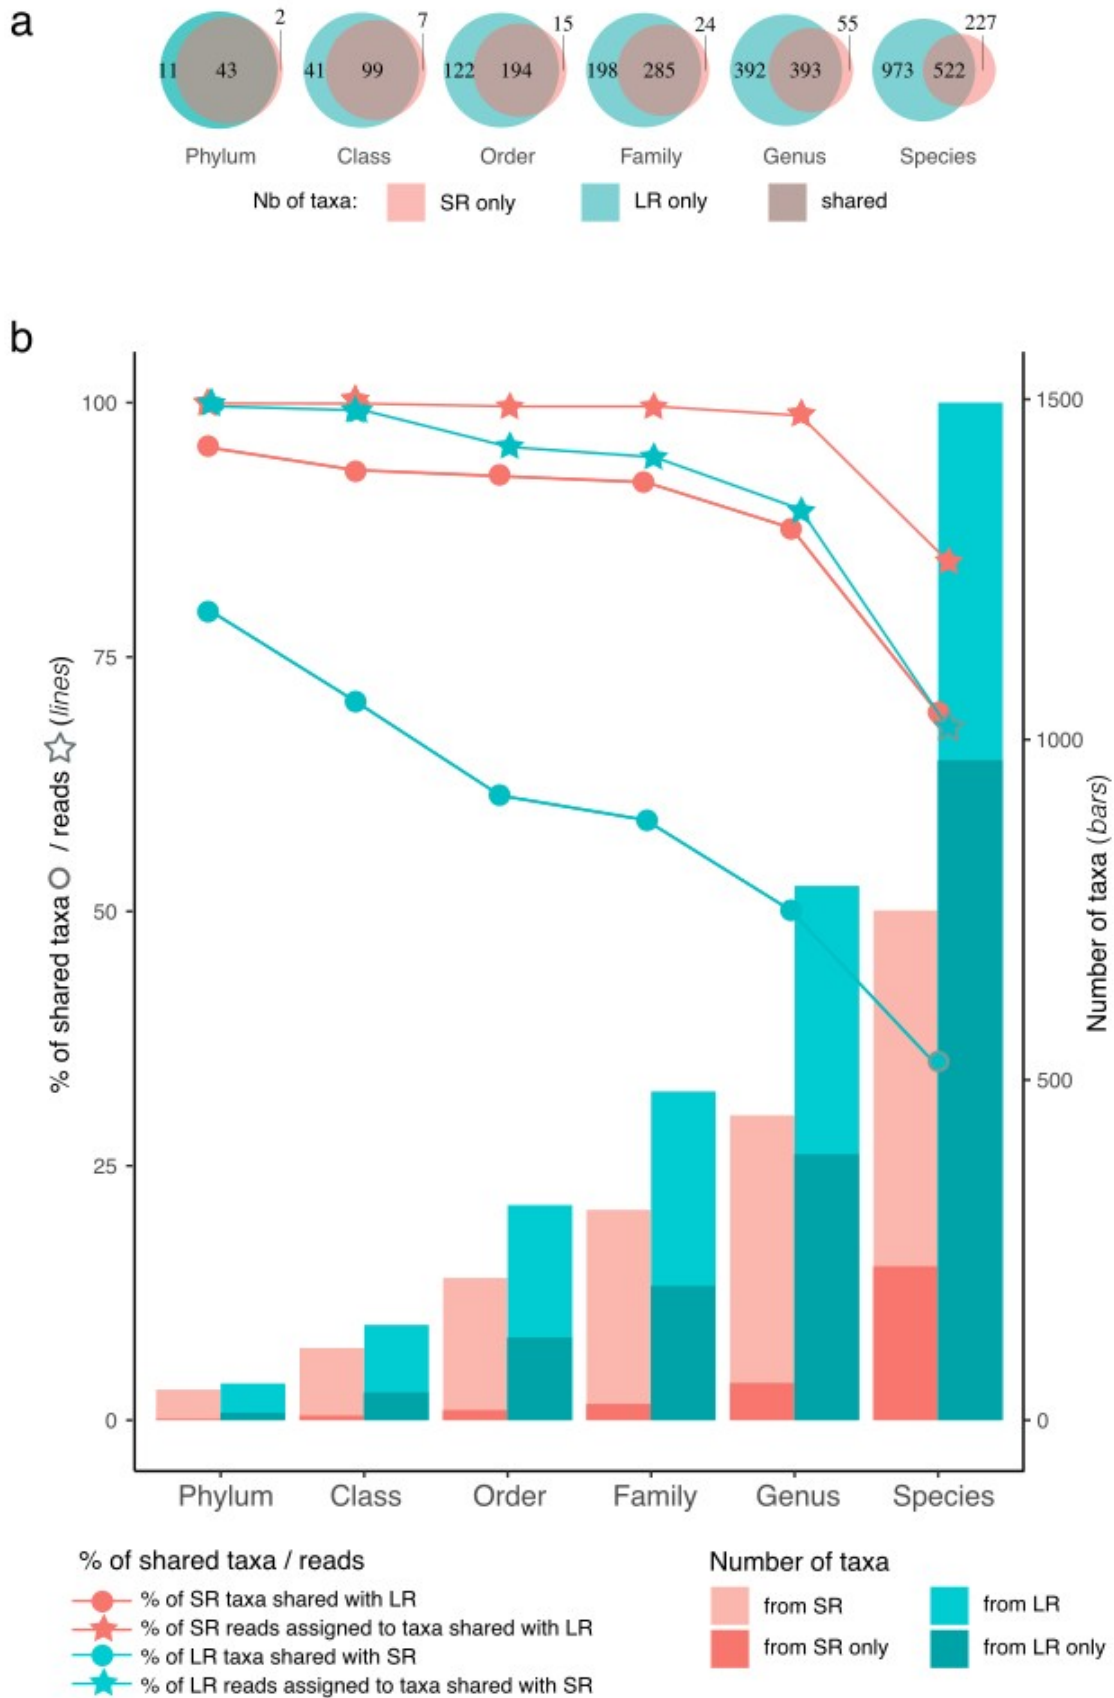 a
2 7 15 24 55 227
11 43 41 99 122 194 198 285 392 393 973 522
Phylum Class Order Family Genus Species
Nb of taxa: SR only LR only shared
b
100
75
50
25
0
% of shared taxa / reads (lines)
1500
1000
500
0
Number of taxa (bars)
Phylum Class Order Family Genus Species
% of shared taxa / reads
% of SR taxa shared with LR
% of SR reads assigned to taxa shared with LR
% of LR taxa shared with SR
% of LR reads assigned to taxa shared with SR
Number of taxa
from SR from LR
from SR only from LR only